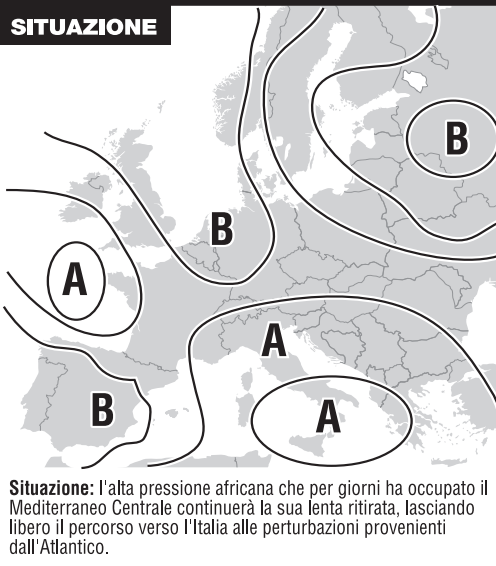 SITUAZIONE
B
B
A
A
B
A
Situazione: l'alta pressione africana che per giorni ha occupato il
Mediterraneo Centrale continuerà la sua lenta ritirata, lasciando
libero il percorso verso l'Italia alle perturbazioni provenienti
dall'Atlantico.